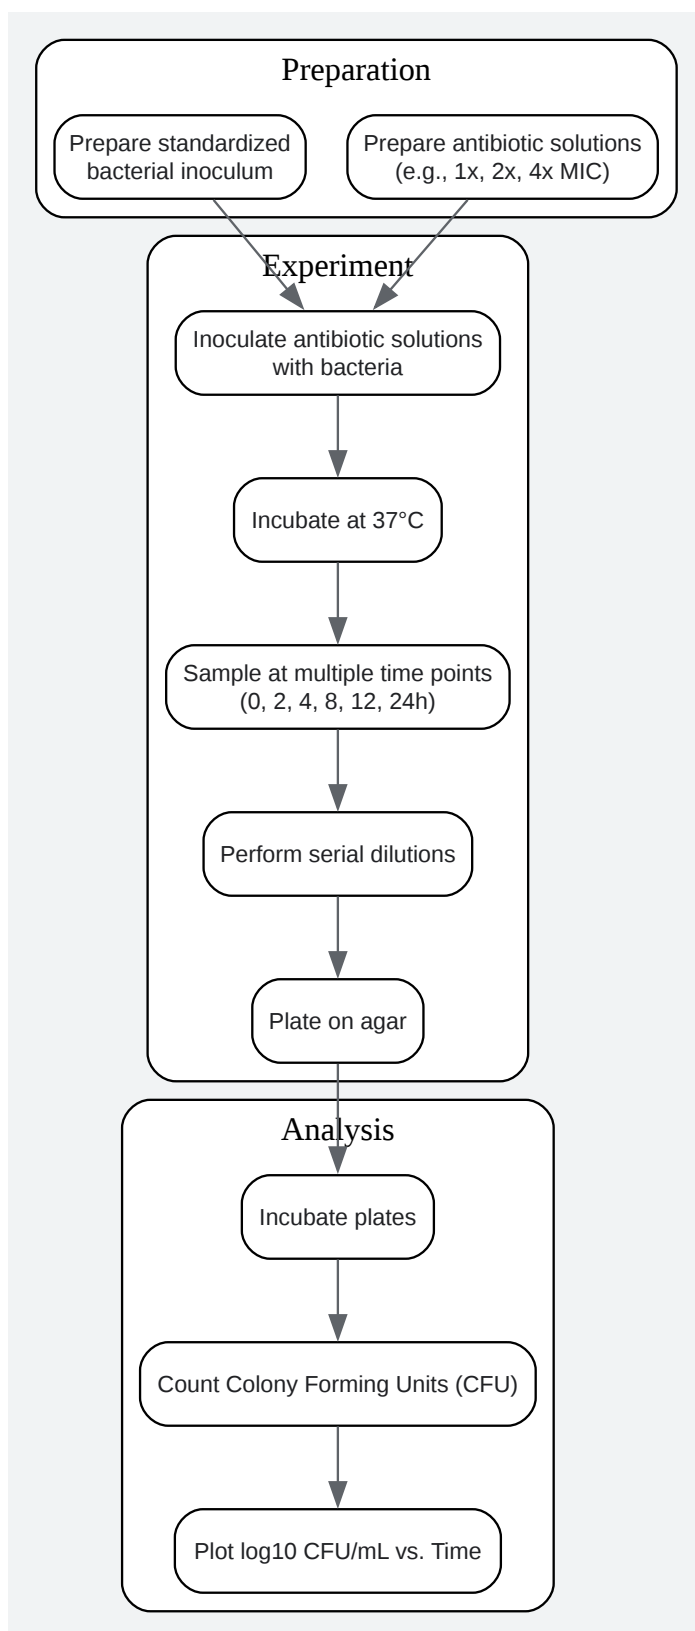 Preparation
Prepare standardized
bacterial inoculum
Prepare antibiotic solutions
(e.g., 1x, 2x, 4x MIC)
Experiment
Inoculate antibiotic solutions
with bacteria
Incubate at 37°C
Sample at multiple time points
(0, 2, 4, 8, 12, 24h)
Perform serial dilutions
Plate on agar
Analysis
Incubate plates
Count Colony Forming Units (CFU)
Plot log10 CFU/mL vs. Time